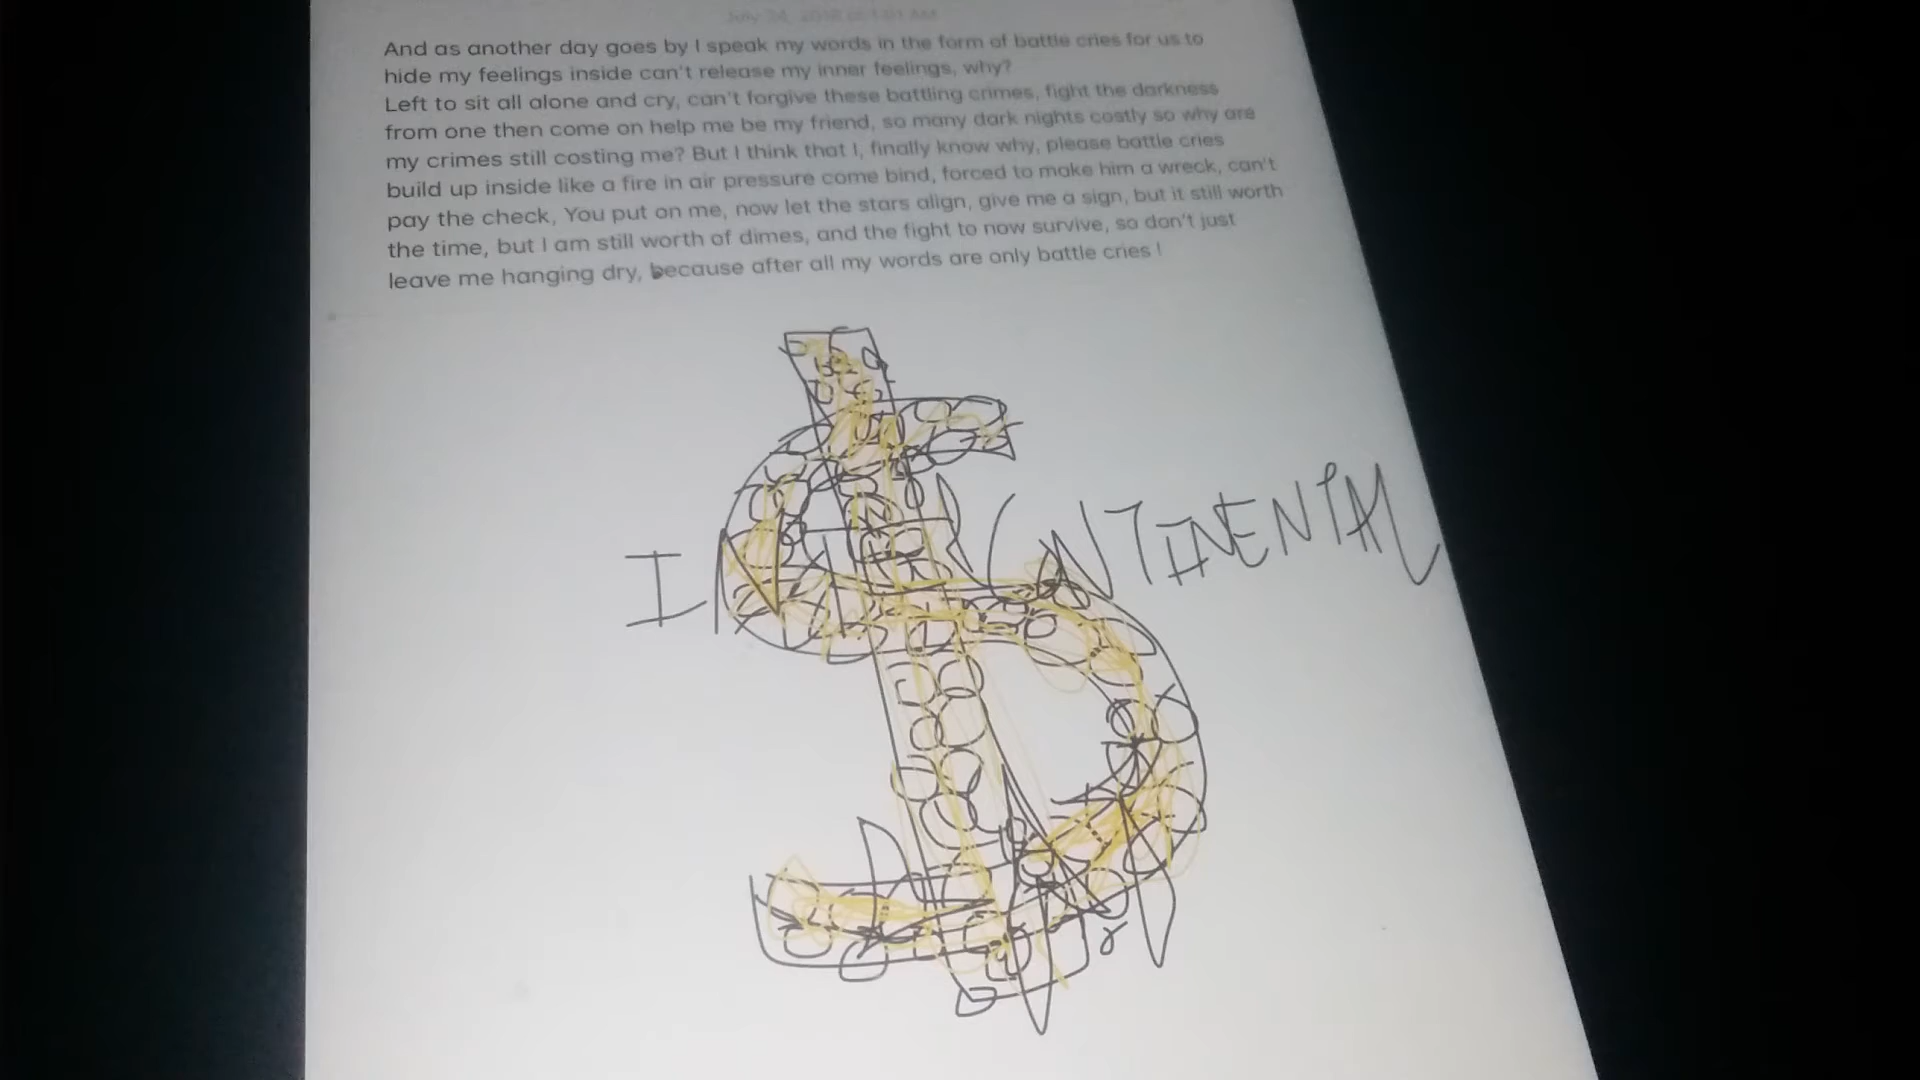 And as another day goes by I speak my words in the form of battle cries for us to
hide my feelings inside can't release my inner feelings, why?
Left to sit all alone and cry, can't forgive these battling crimes, fight the darkness
from one then come on help me be my friend, so many dark nights costly so why are
my crimes still costing me? But I think that I, finally know why, please battle cries
build up inside like a fire in air pressure come bind, forced to make him a wreck, can't
pay the check, You put on me, now let the stars align, give me a sign, but it still worth
the time, but I am still worth of dimes, and the fight to now survive, so don't just
leave me hanging dry, because after all my words are only battle cries !